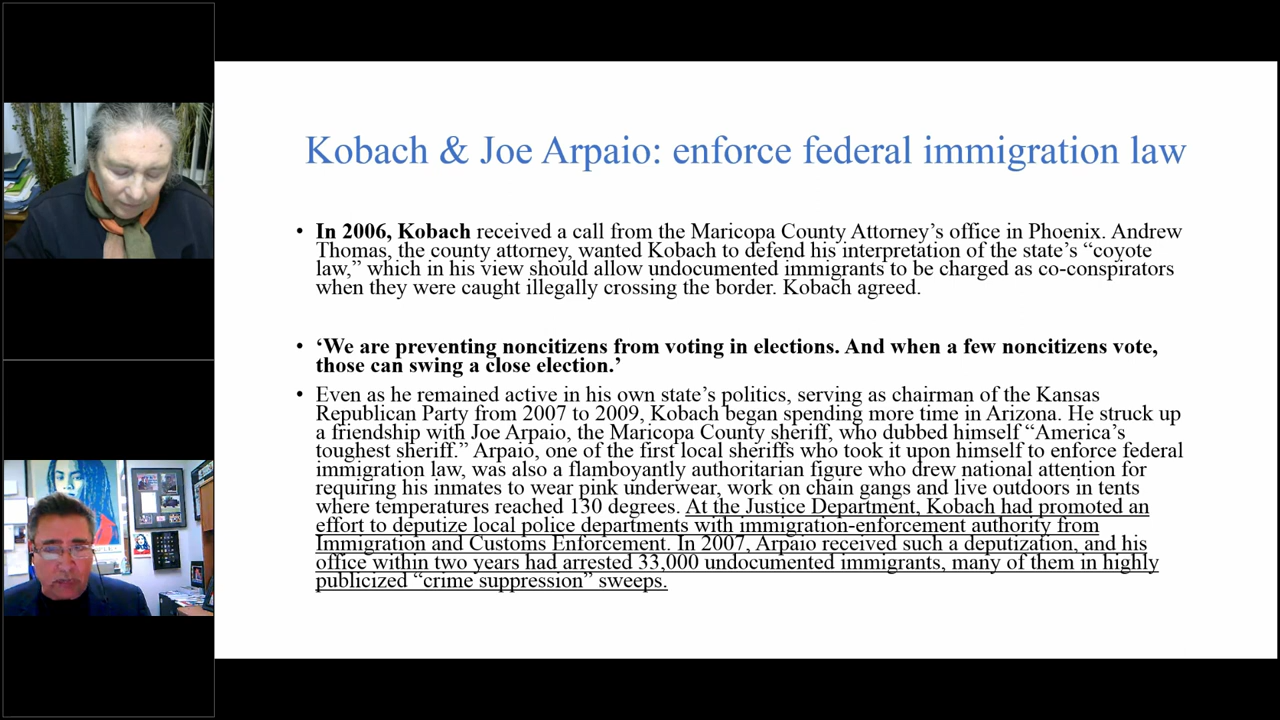 Kobach & Joe Arpaio: enforce federal immigration law
• In 2006, Kobach received a call from the Maricopa County Attorney’s office in Phoenix. Andrew
Thomas, the county attorney, wanted Kobach to defend his interpretation of the state’s “coyote
law,” which in his view should allow undocumented immigrants to be charged as co-conspirators
when they were caught illegally crossing the border. Kobach agreed.
• ‘We are preventing noncitizens from voting in elections. And when a few noncitizens vote,
those can swing a close election.’
• Even as he remained active in his own state’s politics, serving as chairman of the Kansas
Republican Party from 2007 to 2009, Kobach began spending more time in Arizona. He struck up
a friendship with Joe Arpaio, the Maricopa County sheriff, who dubbed himself “America’s
toughest sheriff.” Arpaio, one of the first local sheriffs who took it upon himself to enforce federal
immigration law, was also a flamboyantly authoritarian figure who drew national attention for
requiring his inmates to wear pink underwear, work on chain gangs and live outdoors in tents
where temperatures reached 130 degrees. At the Justice Department, Kobach had promoted an
effort to deputize local police departments with immigration-enforcement authority from
Immigration and Customs Enforcement. In 2007, Arpaio received such a deputization, and his
office within two years had arrested 33,000 undocumented immigrants, many of them in highly
publicized “crime suppression” sweeps.